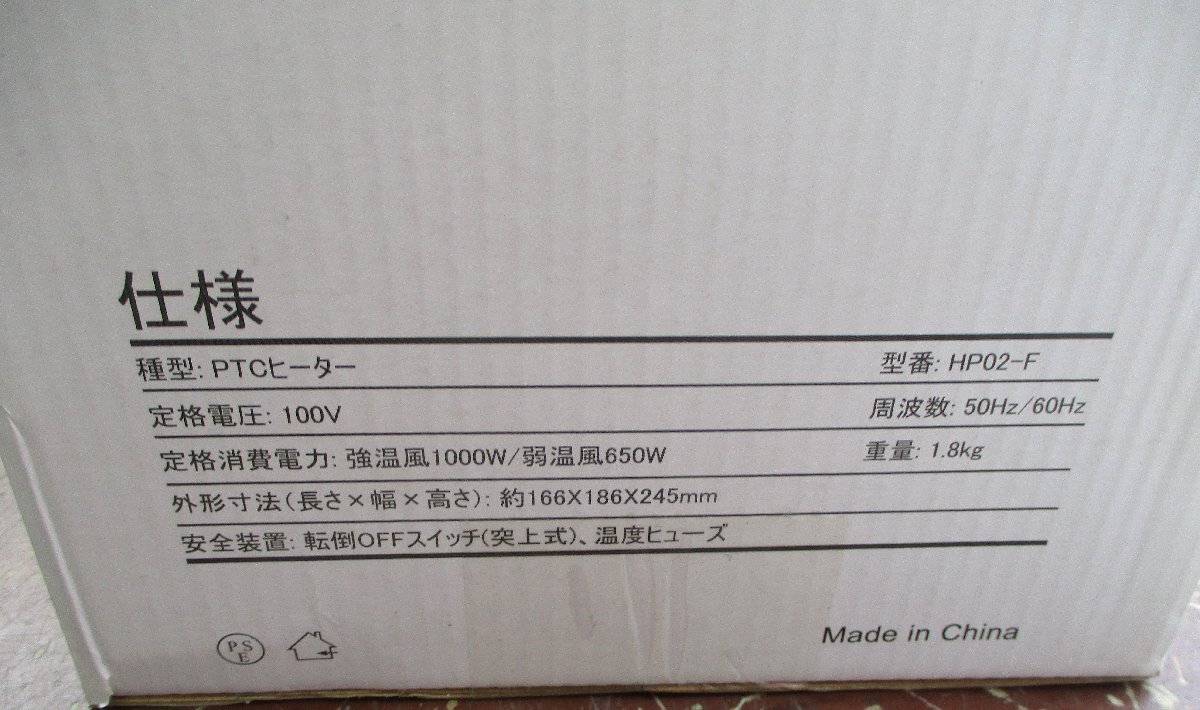 仕様
種型: PTCヒーター 型番: HP02-F
定格電圧: 100V 周波数: 50Hz/60Hz
定格消費電力: 強温風1000W/弱温風650W 重量: 1.8kg
外形寸法(長さ×幅×高さ): 約166X186X245mm
安全装置: 転倒OFFスイッチ(突上式)、温度ヒューズ
PSE
Made in China